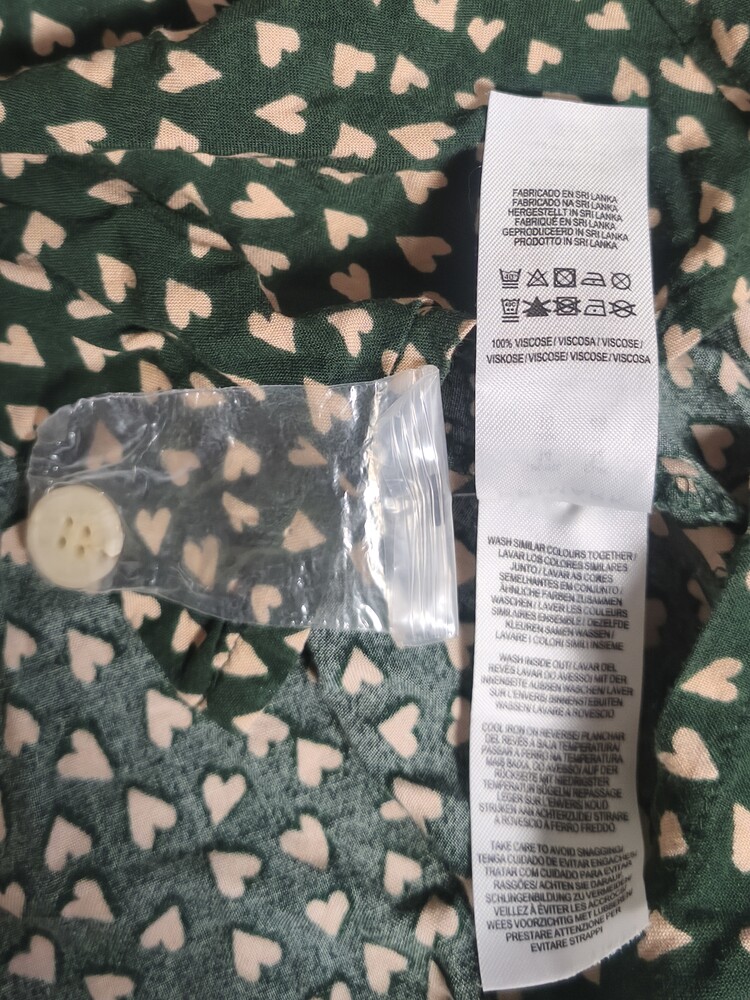 FABRICADO EN SRI LANKA
FABRICADO NA SRI LANKA
HERGESTELLT IN SRI LANKA
FABRIQUÉ EN SRI LANKA
GEPRODUCEERD IN SRI LANKA
PRODOTTO IN SRI LANKA
100% VISCOSE / VISCOSA / VISCOSE /
VISKOSE / VISCOSE / VISCOSE / VISCOSA
WASH SIMILAR COLOURS TOGETHER /
LAVAR LOS COLORES SIMILARES
JUNTO / LAVAR AS CORES
SEMELHANTES EM CONJUNTO /
ÄHNLICHE FARBEN ZUSAMMEN
WASCHEN / LAVER LES COULEURS
SIMILAIRES ENSEMBLE / DEZELFDE
KLEUREN SAMEN WASSEN /
LAVARE I COLORI SIMILI INSIEME
WASH INSIDE OUT / LAVAR DEL
REVÉS LAVAR DO AVESSO / MIT DER
INNENSEITE AUSSEN WASCHEN / LAVER
SUR L'ENVERS / BINNENSTEBUITEN
WASSEN / LAVARE A ROVESCIO
COOL IRON ON REVERSE / PLANCHAR
DEL REVÉS A BAJA TEMPERATURA /
PASSAR A FERRO NA TEMPERATURA
MAIS BAIXA, DO AVESSO / AUF DER
RÜCKSEITE MIT NIEDRIGSTER
TEMPERATUR BÜGELN / REPASSAGE
LÉGER SUR L'ENVERS / KOUD
STRIJKEN AAN ACHTERZIJDE / STIRARE
A ROVESCIO A FERRO FREDDO
TAKE CARE TO AVOID SNAGGING /
TENGA CUIDADO DE EVITAR ENGACHES /
TRATAR COM CUIDADO PARA EVITAR
RASGÕES / ACHTEN SIE DARAUF,
SCHLINGENBILDUNG ZU VERMEIDEN /
VEILLEZ À ÉVITER LES ACCROCS /
WEES VOORZICHTIG MET LUBBEREN /
PRESTARE ATTENZIONE PER
EVITARE STRAPPI